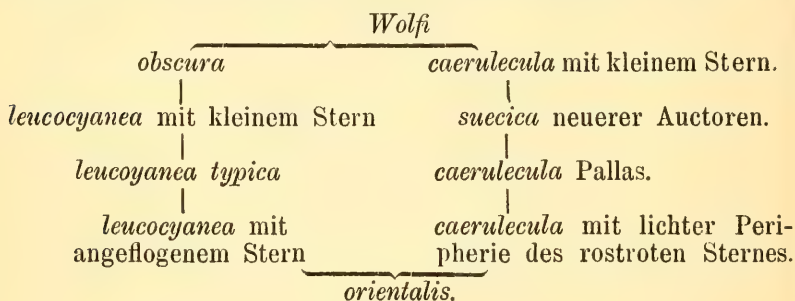 Wolfi
obscura caerulecula mit kleinem Stern.
leucocyanea mit kleinem Stern suecica neuerer Auctoren.
leucoyanea typica caerulecula Pallas.
leucocyanea mit caerulecula mit lichter Peri-
angeflogenem Stern pherie des rostroten Sternes.
orientalis.